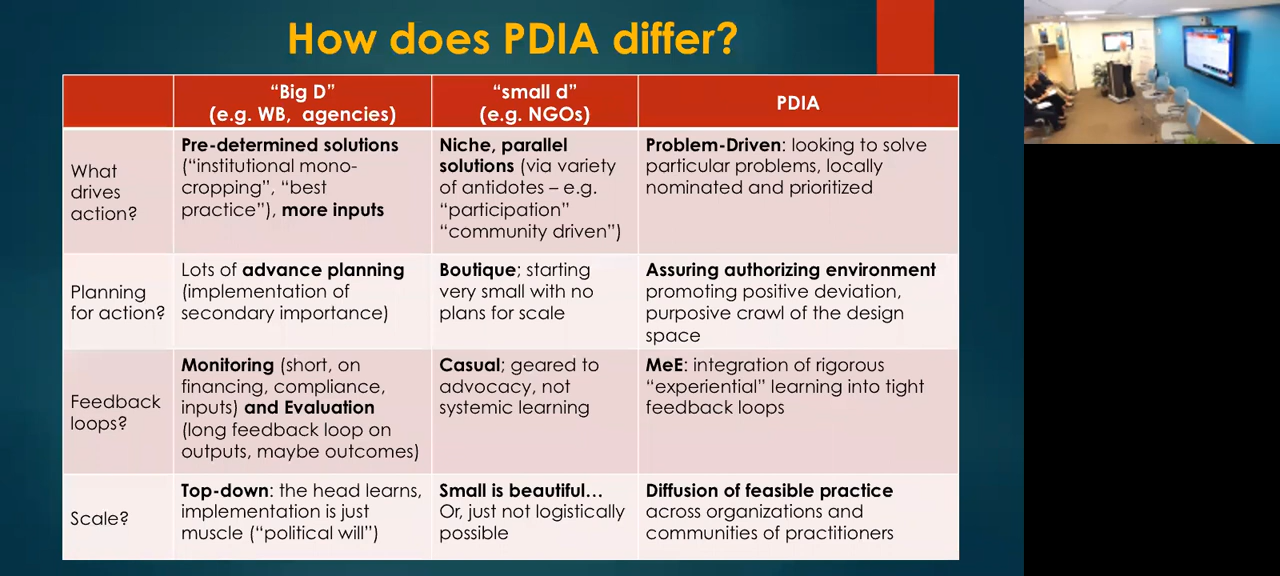 How does PDIA differ?
“Big D”
(e.g. WB, agencies)
“small d”
(e.g. NGOs)
PDIA
What
drives
action?
Pre-determined solutions
(“institutional mono-
cropping”, “best
practice”), more inputs
Niche, parallel
solutions (via variety
of antidotes – e.g.
“participation”
“community driven”)
Problem-Driven: looking to solve
particular problems, locally
nominated and prioritized
Planning
for action?
Lots of advance planning
(implementation of
secondary importance)
Boutique; starting
very small with no
plans for scale
Assuring authorizing environment
promoting positive deviation,
purposive crawl of the design
space
Feedback
loops?
Monitoring (short, on
financing, compliance,
inputs) and Evaluation
(long feedback loop on
outputs, maybe outcomes)
Casual; geared to
advocacy, not
systemic learning
MeE: integration of rigorous
“experiential” learning into tight
feedback loops
Scale?
Top-down: the head learns,
implementation is just
muscle (“political will”)
Small is beautiful…
Or, just not logistically
possible
Diffusion of feasible practice
across organizations and
communities of practitioners